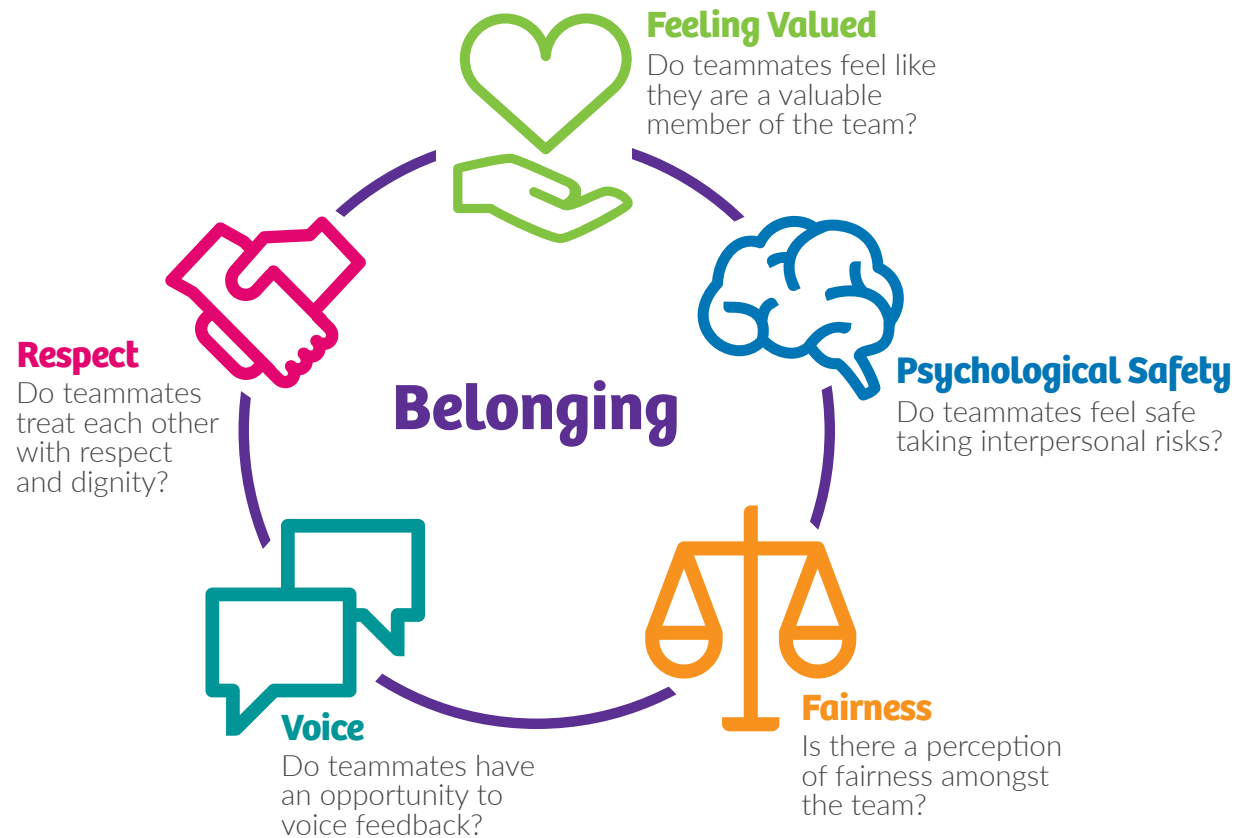 Feeling Valued
Do teammates feel like
they are a valuable
member of the team?
Psychological Safety
Do teammates feel safe
taking interpersonal risks?
Fairness
Is there a perception
of fairness amongst
the team?
Voice
Do teammates have
an opportunity to
voice feedback?
Respect
Do teammates
treat each other
with respect
and dignity?
Belonging